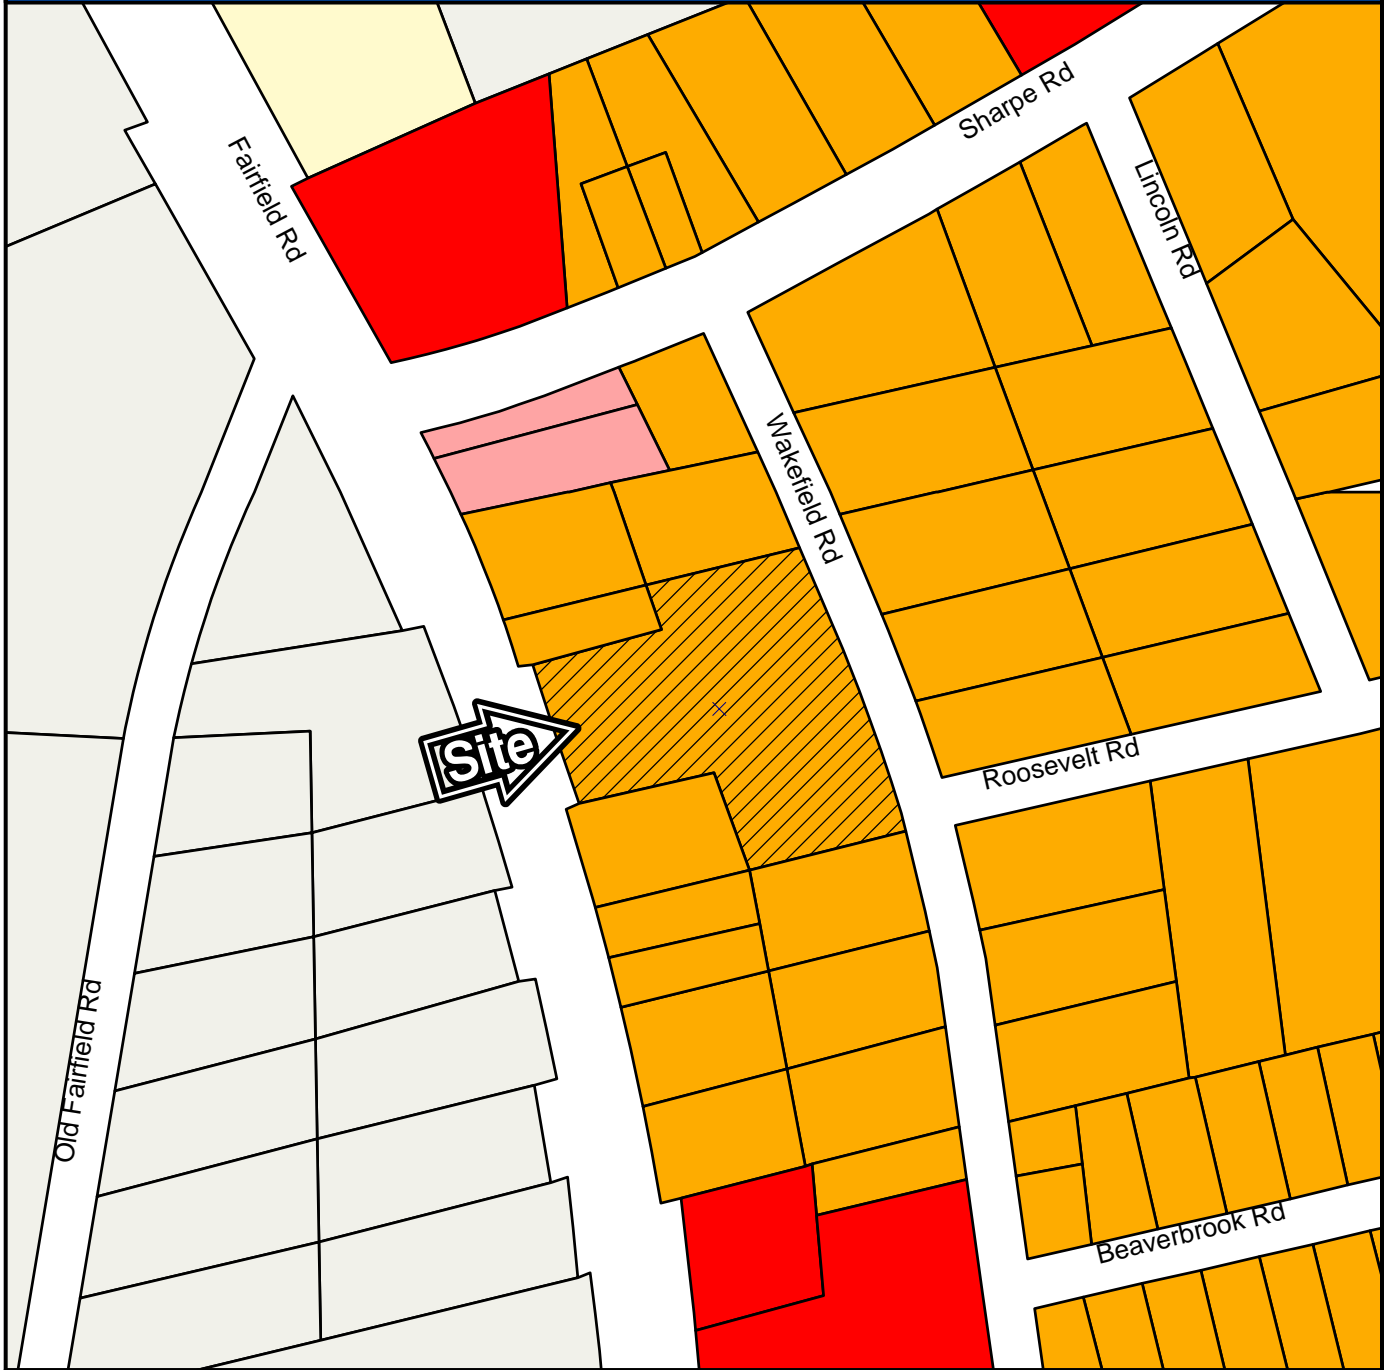 Sharpe Rd
Fairfield Rd
Lincoln Rd
Wakefield Rd
Site
Roosevelt Rd
Old Fairfield Rd
Beaverbrook Rd